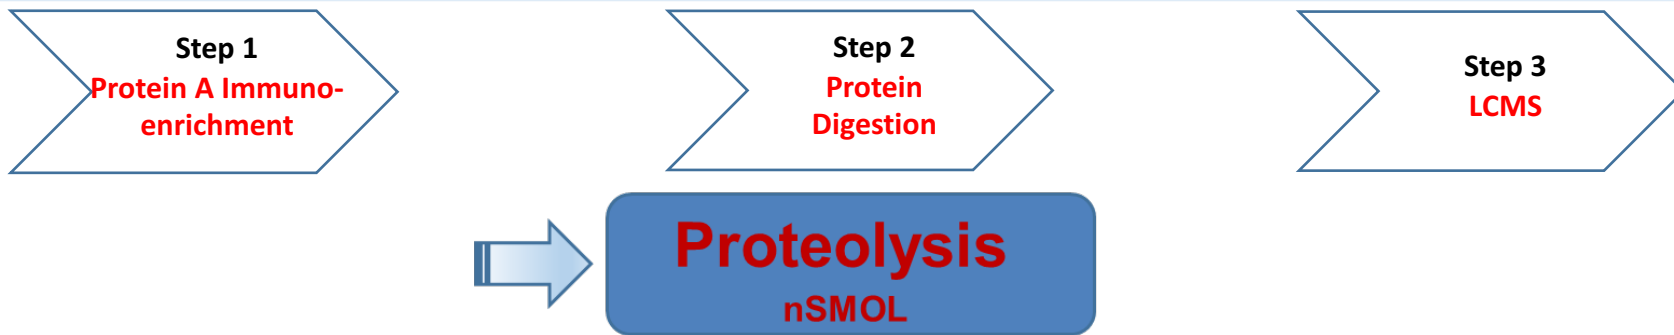 Step 1
Protein A Immuno-
enrichment
Step 2
Protein
Digestion
Step 3
LCMS
Proteolysis
nSMOL